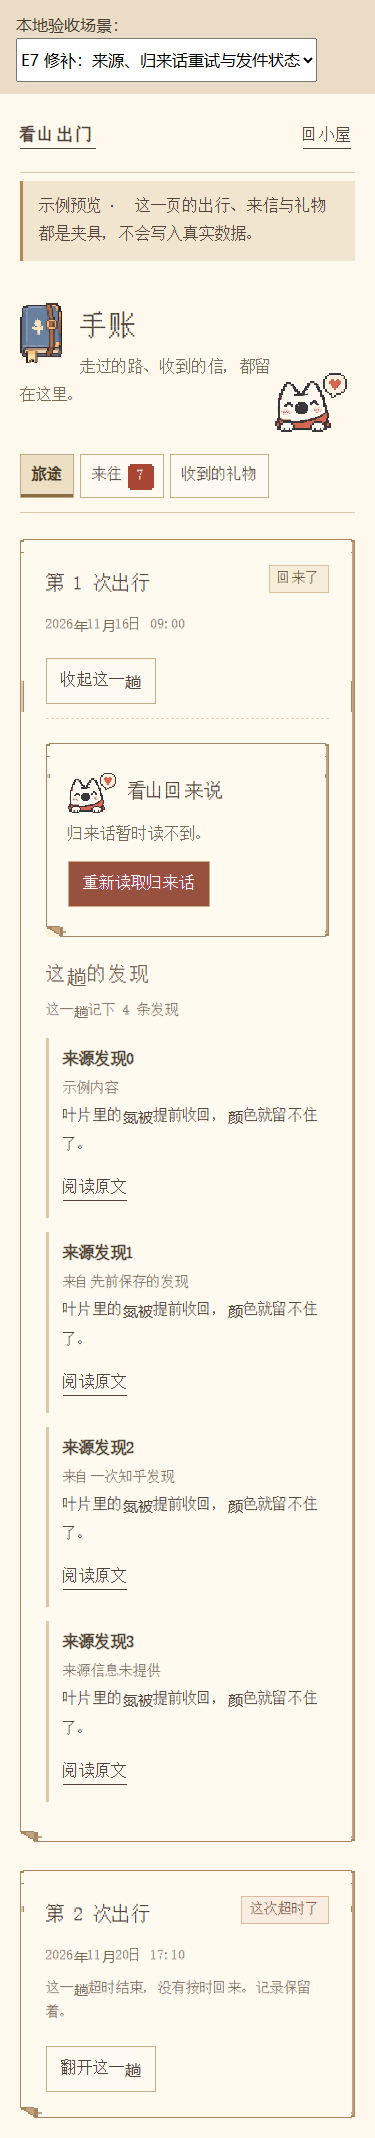 本地验收场景：
E7 修补：来源、归来话重试与发件状态
看山出门
回小屋
示例预览 · 这一页的出行、来信与礼物
都是夹具，不会写入真实数据。
手账
走过的路、收到的信，都留
在这里。
旅途
来往 7
收到的礼物
第 1 次出行
回来了
2026年11月16日 09:00
收起这一趟
看山回来说
归来话暂时读不到。
重新读取归来话
这趟的发现
这一趟记下 4 条发现
来源发现0
示例内容
叶片里的氮被提前收回，颜色就留不住
了。
阅读原文
来源发现1
来自先前保存的发现
叶片里的氮被提前收回，颜色就留不住
了。
阅读原文
来源发现2
来自一次知乎发现
叶片里的氮被提前收回，颜色就留不住
了。
阅读原文
来源发现3
来源信息未提供
叶片里的氮被提前收回，颜色就留不住
了。
阅读原文
第 2 次出行
这次超时了
2026年11月20日 17:10
这一趟超时结束，没有按时回来。记录保留
着。
翻开这一趟